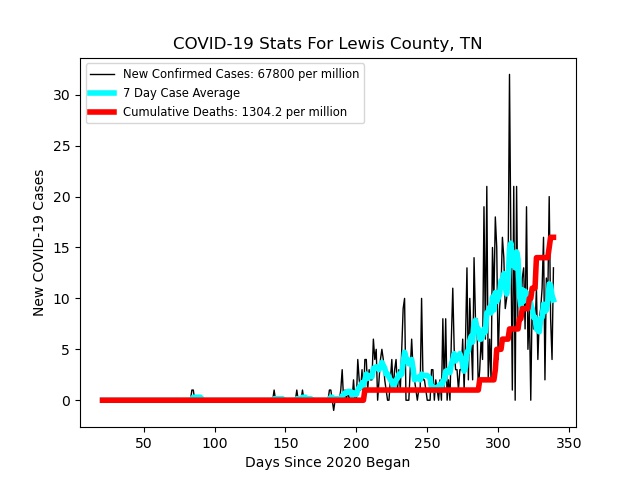 COVID-19 Stats For Lewis County, TN
New Confirmed Cases: 67800 per million
7 Day Case Average
Cumulative Deaths: 1304.2 per million
New COVID-19 Cases
30
25
20
15
10
5
0
50 100 150 200 250 300 350
Days Since 2020 Began